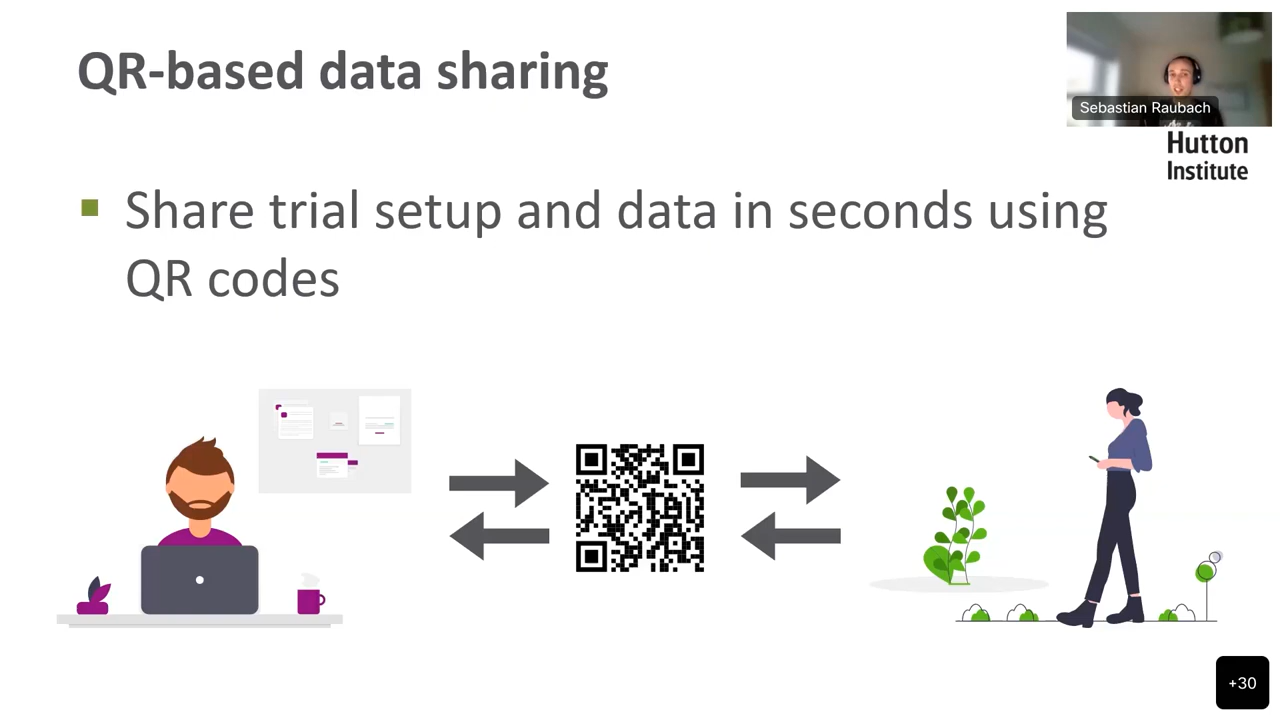 QR-based data sharing
Sebastian Raubach
Hutton
Institute
Share trial setup and data in seconds using
QR codes
+30